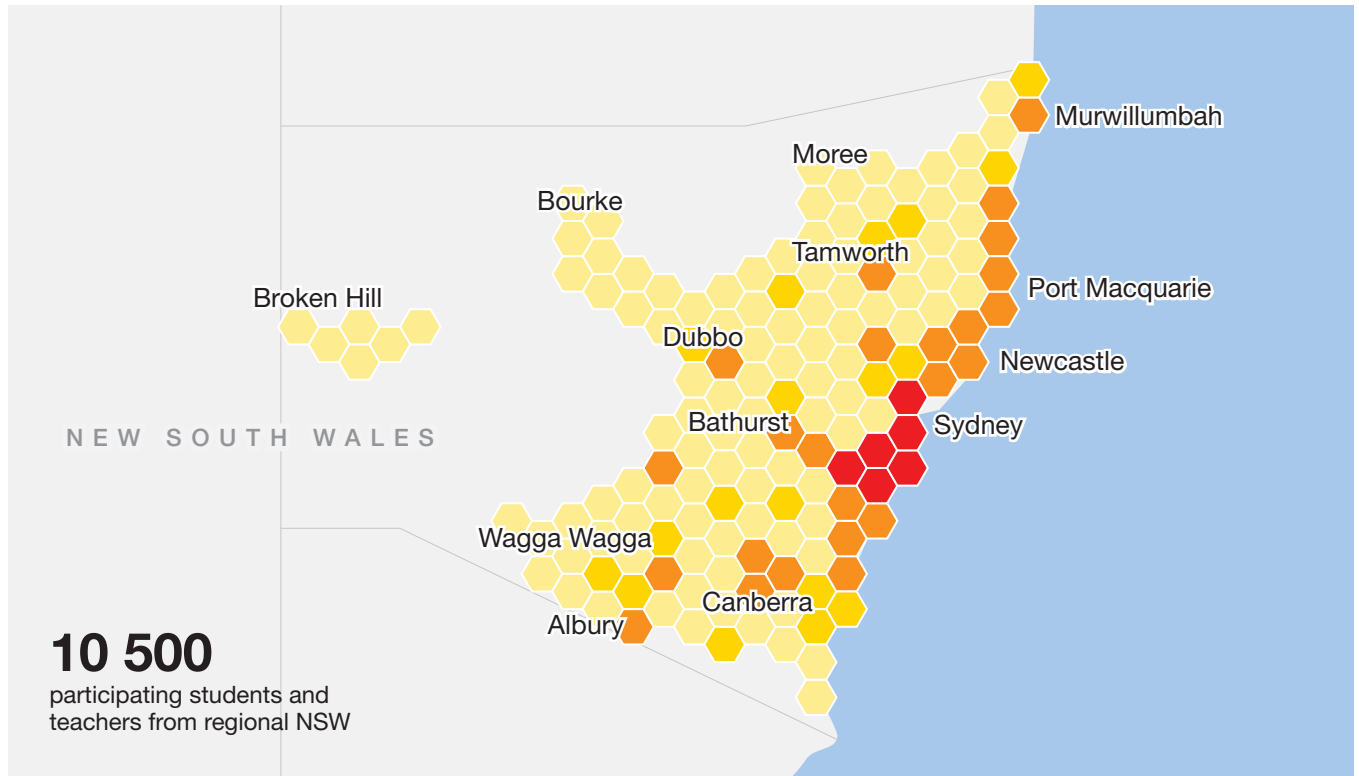 Murwillumbah
Moree
Bourke
Tamworth
Port Macquarie
Broken Hill
Dubbo
Newcastle
Bathurst
Sydney
NEW SOUTH WALES
Wagga Wagga
Canberra
Albury
10 500
participating students and
teachers from regional NSW